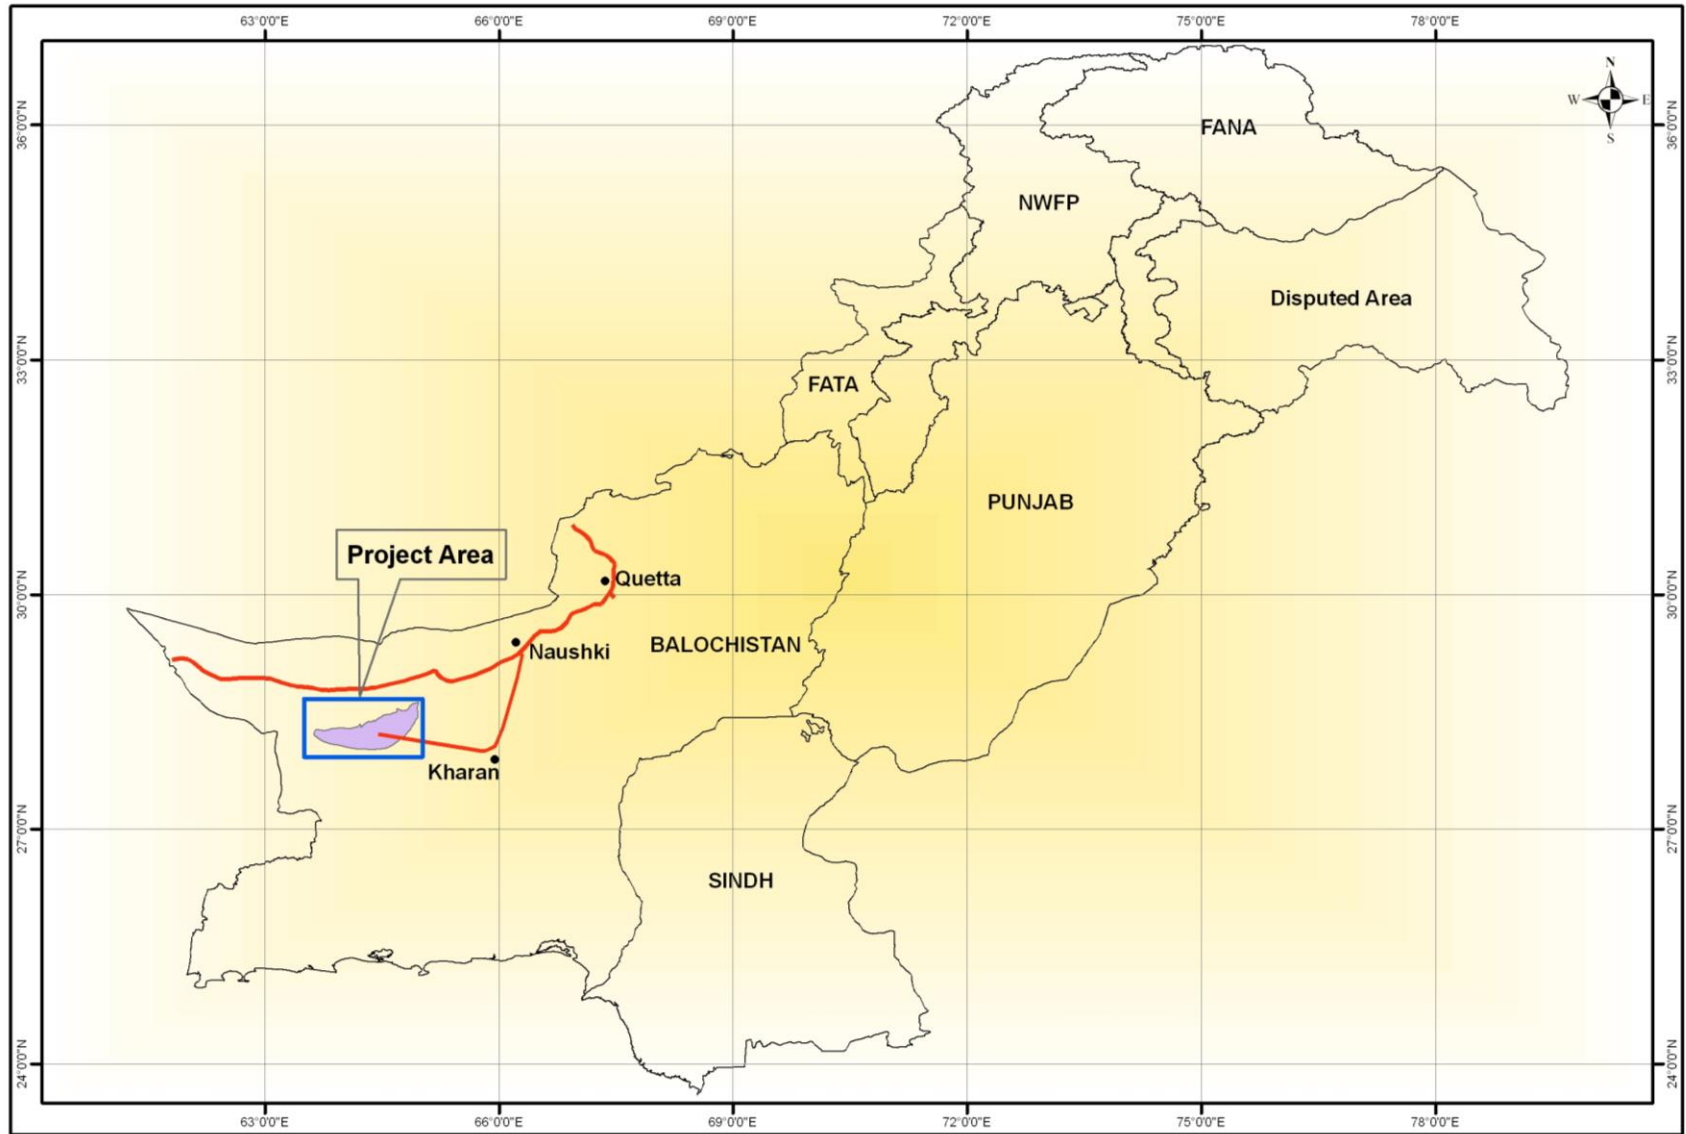 63°0'0"E
66°0'0"E
69°0'0"E
72°0'0"E
75°0'0"E
78°0'0"E
N
W
E
S
36°0'0"N
36°0'0"N
FANA
NWFP
Disputed Area
33°0'0"N
33°0'0"N
FATA
PUNJAB
Project Area
Quetta
30°0'0"N
30°0'0"N
BALOCHISTAN
Naushki
Kharan
27°0'0"N
27°0'0"N
SINDH
24°0'0"N
24°0'0"N
63°0'0"E
66°0'0"E
69°0'0"E
72°0'0"E
75°0'0"E
78°0'0"E